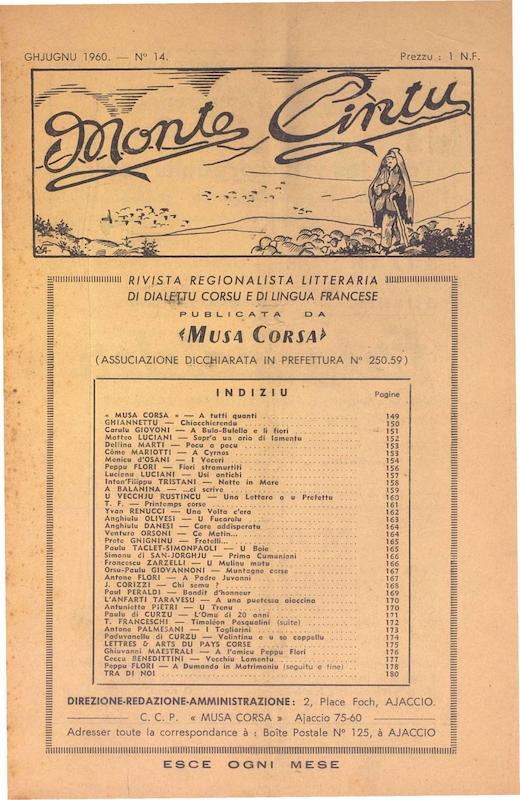 GHJUGNU 1960. — N° 14. Prezzu : 1 N.F.
Monte Cintu
RIVISTA REGIONALISTA LITTERARIA
DI DIALETTU CORSU E DI LINGUA FRANCESE
PUBLICATA DA
«MUSA CORSA»
(ASSUCIAZIONE DICCHIARATA IN PREFETTURA N° 250.59)
INDIZIU Pagine
« MUSA CORSA » — A tutti quanti 149
GHIANNETTU — Chiacchierendu 150
Carulu GIOVONI — A Bula-Bulella e li fiori 151
Matteu LUCIANI — Sopr'a un aria di lamentu 152
Dellina MARTI — Pocu a pocu 153
Côme MARIOTTI — A Cyrnos 153
Monicu d'OSANI — I Voceri 154
Peppu FLORI — Fiori stramurtiti 156
Lucianu LUCIANI — Usi antichi 157
Intan'Filippu TRISTANI — Notte in Mare 158
A BALANINA — ...ci scrive 159
U VECCHJU RUSTINCU — Una Lettara a u Prefettu 160
T. F. — Printemps corse 161
Yvan RENUCCI — Una Volta c'era 162
Anghiulu OLIVESI — U Fucarolu 163
Anghiulu DANESI — Core addisperatu 164
Venturo ORSONI — Ce Matin... 164
Prete GHIGNINU — Fratelli... 165
Paulu TACLET-SIMONPAOLI — U Boie 165
Simonu di SAN-JORGHJU — Prima Cumunioni 166
Francescu ZARZELLI — U Mulinu mutu 166
Orsu-Paulu GIOVANNONI — Muntagne corse 167
Antone FLORI — A Padre Juvanni 167
J. CORIZZI — Chi semu ? 168
Paul PERALDI — Bandit d'honneur 169
L'ANFARTI TARAVESU — A una puetessa aiaccina 170
Antuniettu PIETRI — U Trenu 170
Paulu di CURZU — L'Omu di 20 anni 171
T. FRANCESCHI — Timoléon Pasqualini (suite) 172
Antone PALMESANI — I Tagliarini 173
Paduvanellu di CURZU — Valintinu e u so cappellu 174
LETTRES & ARTS DU PAYS CORSE 175
Ghiuvanni MAESTRALI — A l'amicu Peppu Flori 176
Ceccu BENEDITTINI — Vecchiu Lamentu 177
Peppu FLORI — A Dumanda in Matrimoniu (seguitu e fine) 178
TRA DI NOI 180
DIREZIONE-REDAZIONE-AMMINISTRAZIONE : 2, Place Foch, AJACCIO.
C. C. P. « MUSA CORSA » Ajaccio 75-60
Adresser toute la correspondance à : Boîte Postale N° 125, à AJACCIO
ESCE OGNI MESE